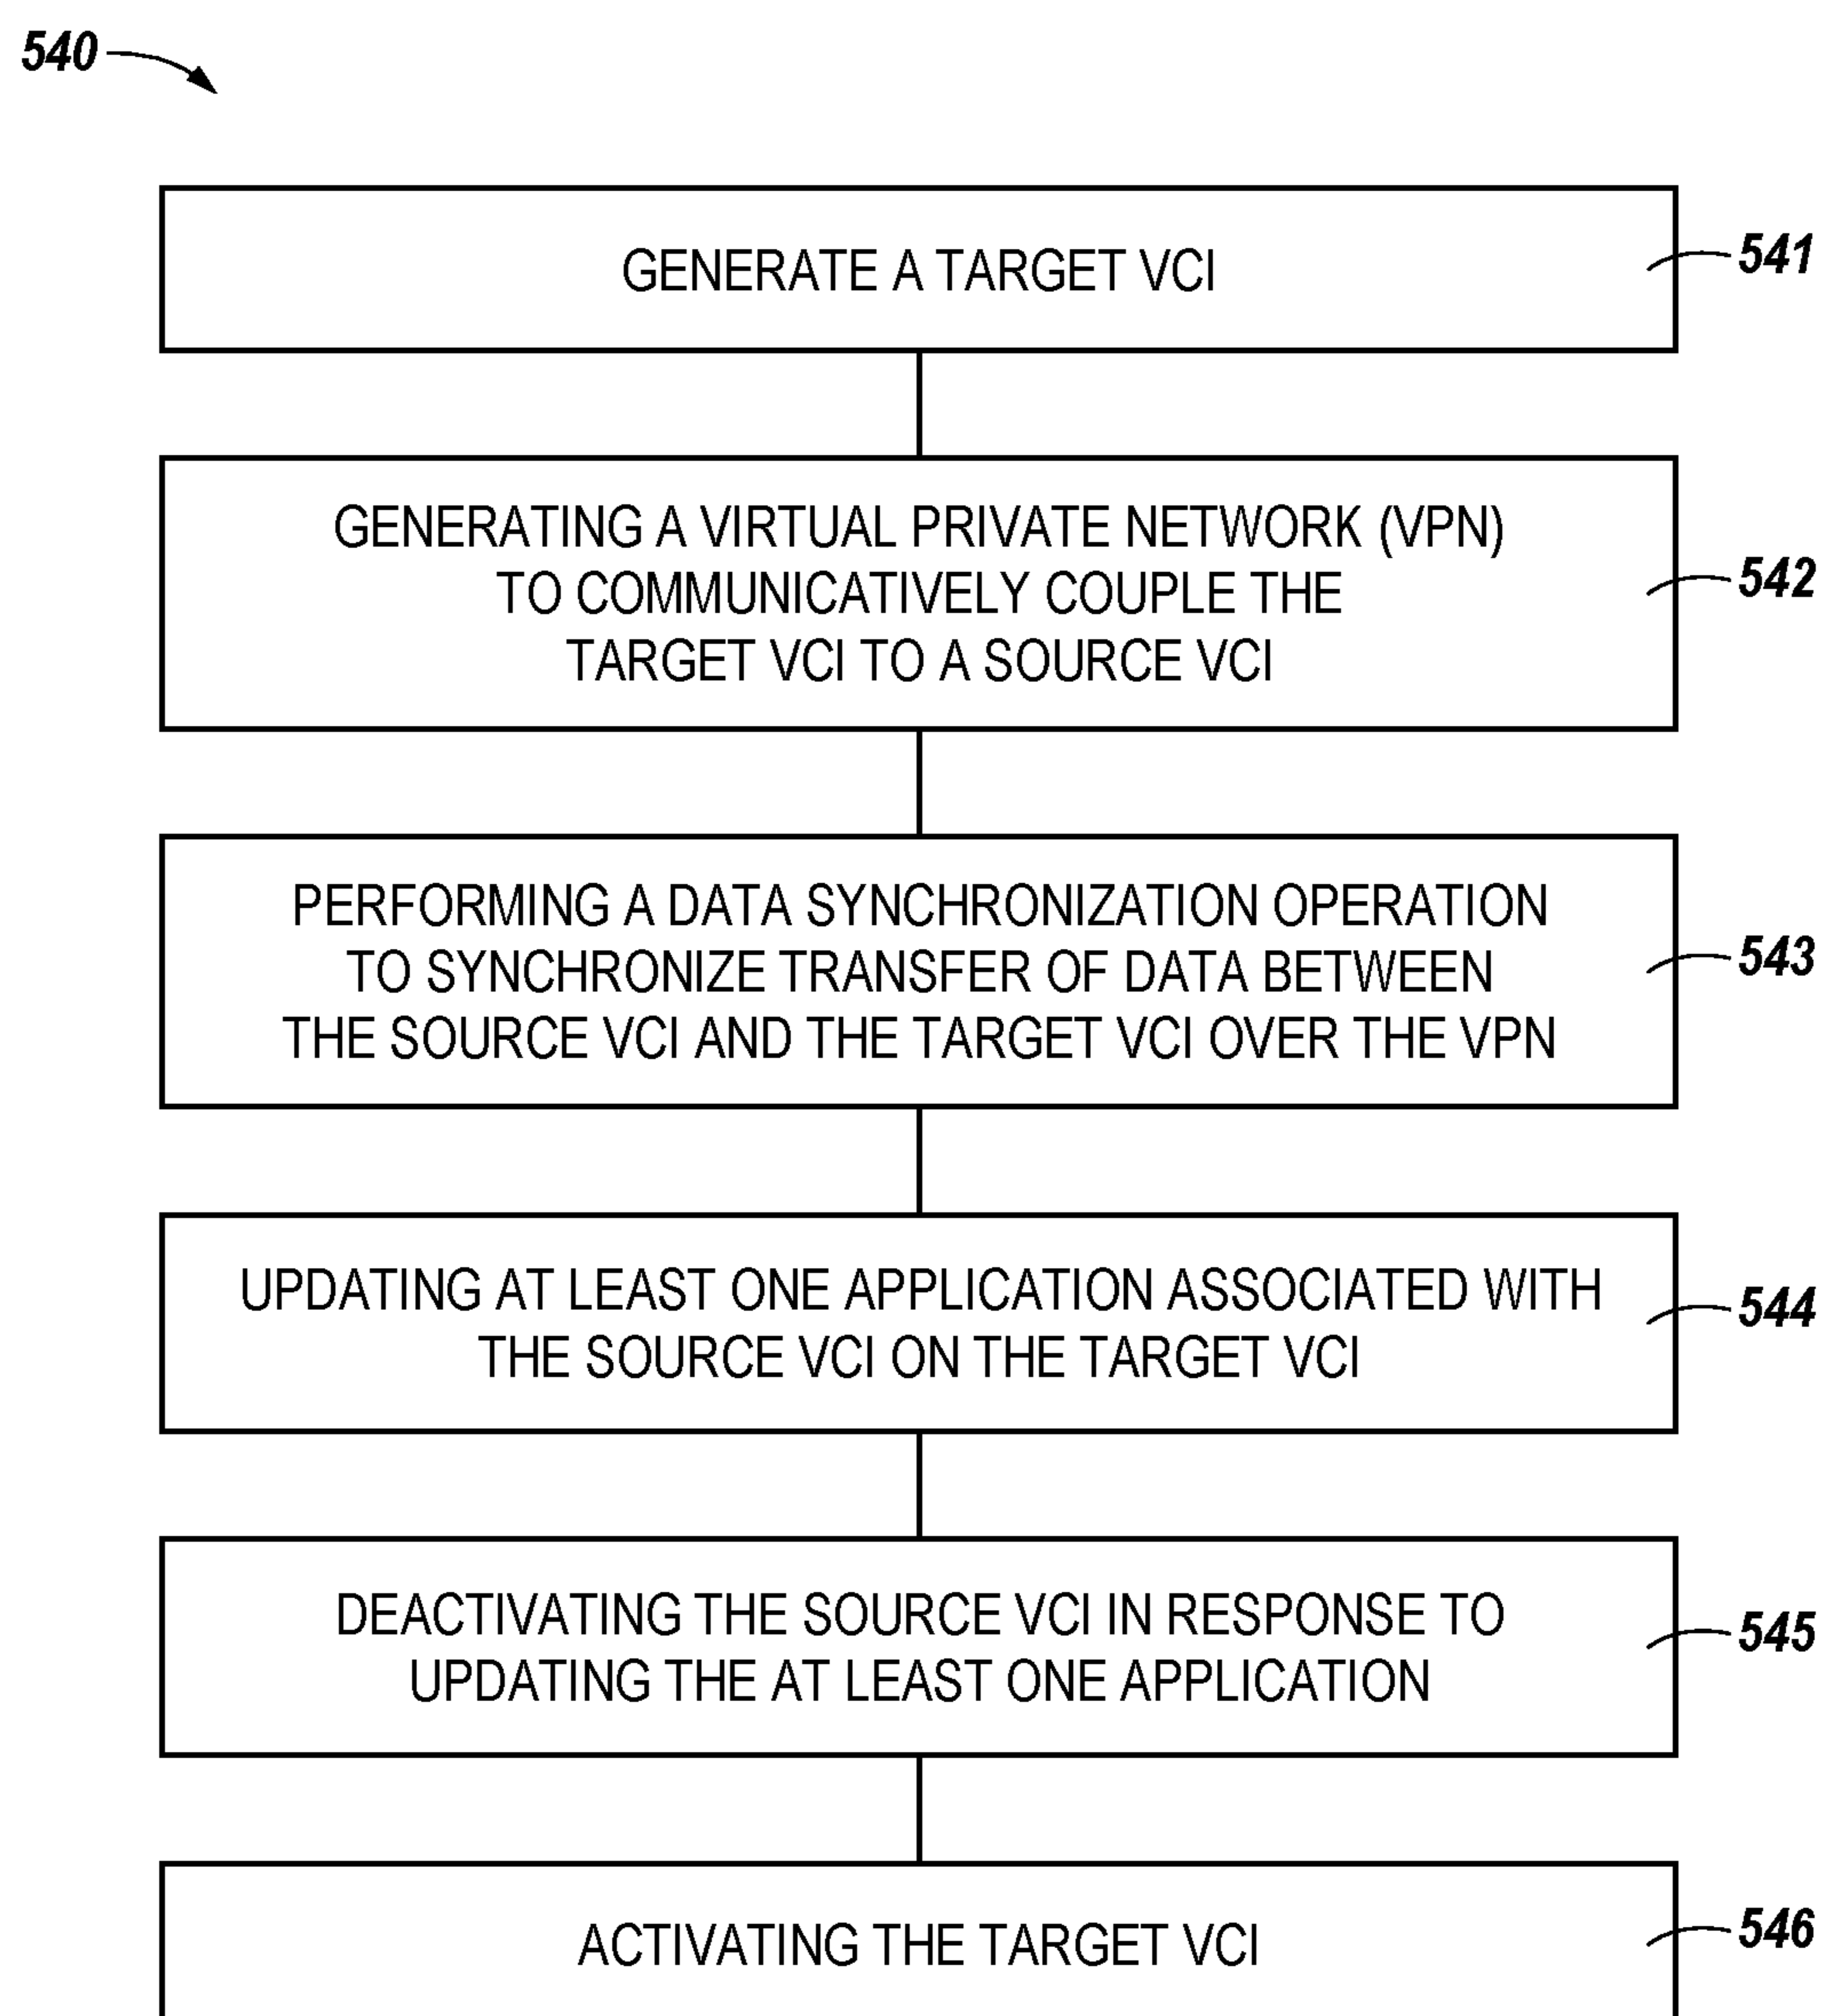 540
GENERATE A TARGET VCI
541
GENERATING A VIRTUAL PRIVATE NETWORK (VPN)
TO COMMUNICATIVELY COUPLE THE
TARGET VCI TO A SOURCE VCI
542
PERFORMING A DATA SYNCHRONIZATION OPERATION
TO SYNCHRONIZE TRANSFER OF DATA BETWEEN
THE SOURCE VCI AND THE TARGET VCI OVER THE VPN
543
UPDATING AT LEAST ONE APPLICATION ASSOCIATED WITH
THE SOURCE VCI ON THE TARGET VCI
544
DEACTIVATING THE SOURCE VCI IN RESPONSE TO
UPDATING THE AT LEAST ONE APPLICATION
545
ACTIVATING THE TARGET VCI
546